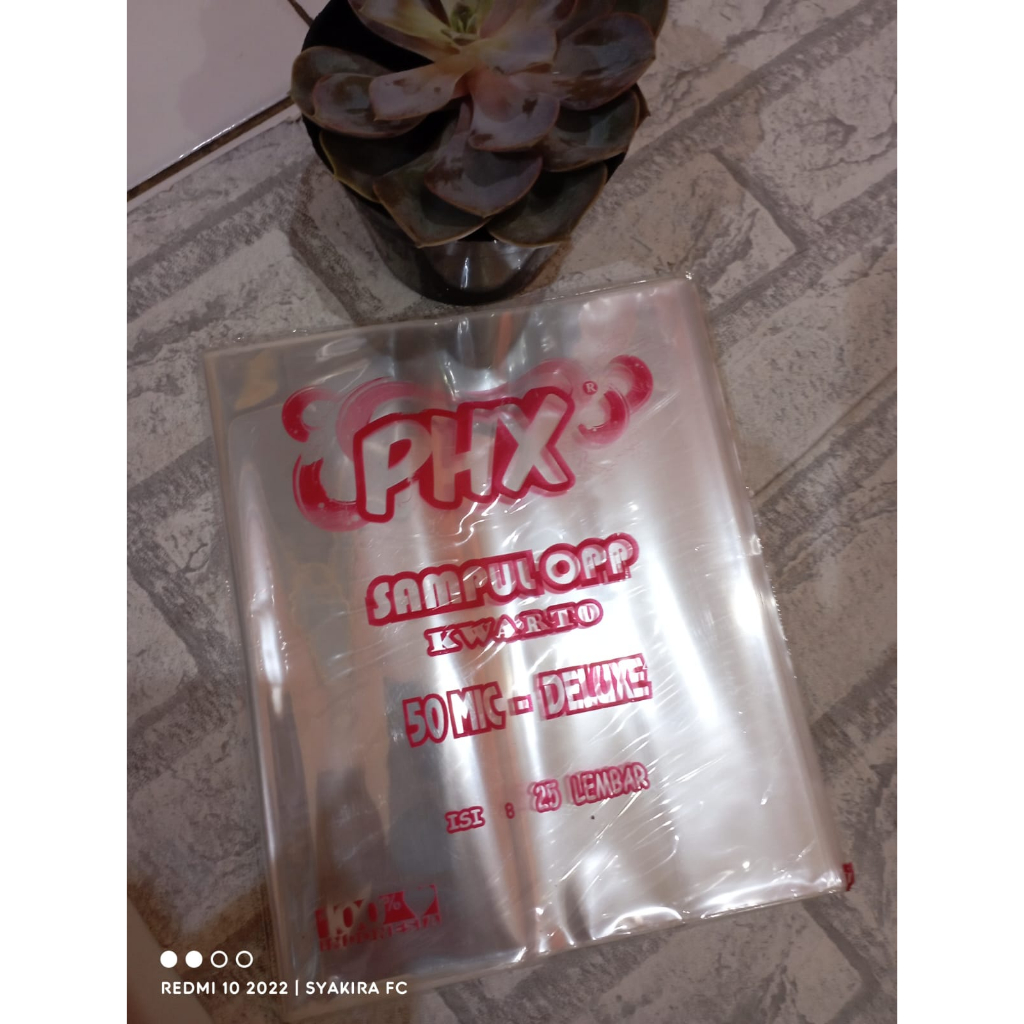 PHX®
SAMPUL OPP
KWARTO
50 MIC - DELUXE
ISI : 25 LEMBAR
100%
INDONESIA
REDMI 10 2022 | SYAKIRA FC